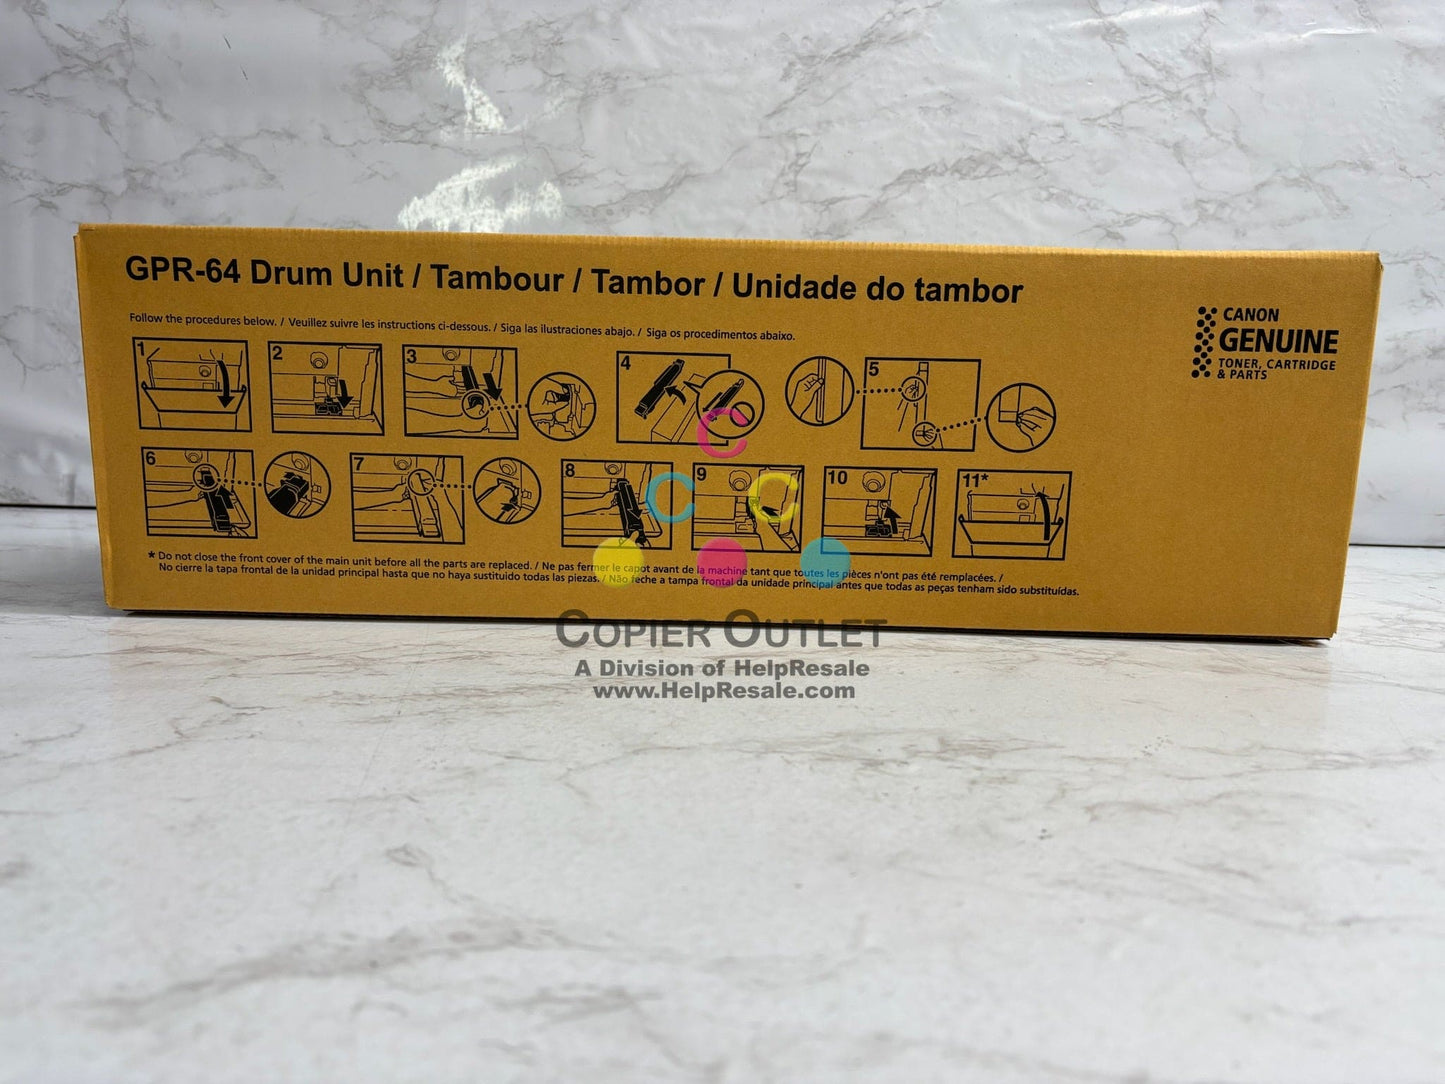 GPR-64 Drum Unit / Tambour / Tambor / Unidade do tambor
Follow the procedures below. / Veuillez suivre les instructions ci-dessous. / Siga las ilustraciones abajo. / Siga os procedimentos abaixo.
CANON
GENUINE
TONER, CARTRIDGE
& PARTS
1 2 3 4 5
6 7 8 9 10 11*
* Do not close the front cover of the main unit before all the parts are replaced. / Ne pas fermer le capot avant de la machine tant que toutes les pièces n'ont pas été remplacées. /
No cierre la tapa frontal de la unidad principal hasta que no haya sustituido todas las piezas. / Não feche a tampa frontal da unidade principal antes que todas as peças tenham sido substituídas.
C
C C
COPIER OUTLET
A Division of HelpResale
www.HelpResale.com